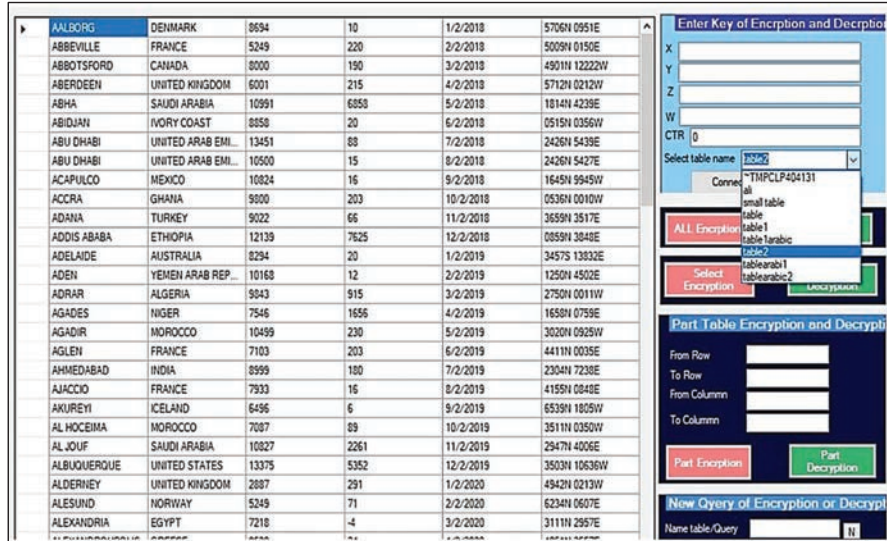 AALBORG DENMARK 8694 10 1/2/2018 5706N 0951E
ABBEVILLE FRANCE 5249 220 2/2/2018 5009N 0150E
ABBOTSFORD CANADA 8000 190 3/2/2018 4901N 12222W
ABERDEEN UNITED KINGDOM 6001 215 4/2/2018 5712N 0212W
ABHA SAUDI ARABIA 10991 6858 5/2/2018 1814N 4239E
ABIDJAN IVORY COAST 8858 20 6/2/2018 0515N 0356W
ABU DHABI UNITED ARAB EMI... 13451 88 7/2/2018 2426N 5439E
ABU DHABI UNITED ARAB EMI... 10500 15 8/2/2018 2426N 5427E
ACAPULCO MEXICO 10824 16 9/2/2018 1645N 9945W
ACCRA GHANA 9800 203 10/2/2018 0536N 0010W
ADANA TURKEY 9022 66 11/2/2018 3659N 3517E
ADDIS ABABA ETHIOPIA 12139 7625 12/2/2018 0859N 3848E
ADELAIDE AUSTRALIA 8294 20 1/2/2019 3457S 13832E
ADEN YEMEN ARAB REP... 10168 12 2/2/2019 1250N 4502E
ADRAR ALGERIA 9843 915 3/2/2019 2750N 0011W
AGADES NIGER 7546 1656 4/2/2019 1658N 0759E
AGADIR MOROCCO 10499 230 5/2/2019 3020N 0925W
AGLEN FRANCE 7103 203 6/2/2019 4411N 0035E
AHMEDABAD INDIA 8999 180 7/2/2019 2304N 7238E
AJACCIO FRANCE 7933 16 8/2/2019 4155N 0848E
AKUREYI ICELAND 6496 6 9/2/2019 6539N 1805W
AL HOCEIMA MOROCCO 7087 89 10/2/2019 3511N 0350W
AL JOUF SAUDI ARABIA 10827 2261 11/2/2019 2947N 4006E
ALBUQUERQUE UNITED STATES 13375 5352 12/2/2019 3503N 10636W
ALDERNEY UNITED KINGDOM 2887 291 1/2/2020 4942N 0213W
ALESUND NORWAY 5249 71 2/2/2020 6234N 0607E
ALEXANDRIA EGYPT 7218 -4 3/2/2020 3111N 2957E
Enter Key of Encrption and Decrption
X
Y
Z
W
CTR 0
Select table name table2
Connec
~TMPCLP404131
ali
small table
table
table1
table1arabic
table2
tablearabi1
tablearabic2
ALL Encrption
Select
Encryption
Decryption
Part Table Encryption and Decrypti
From Row
To Row
From Columnn
To Columnn
Part Encrption
Part
Decryption
New Qyery of Encryption or Decrypt
Name table/Query N